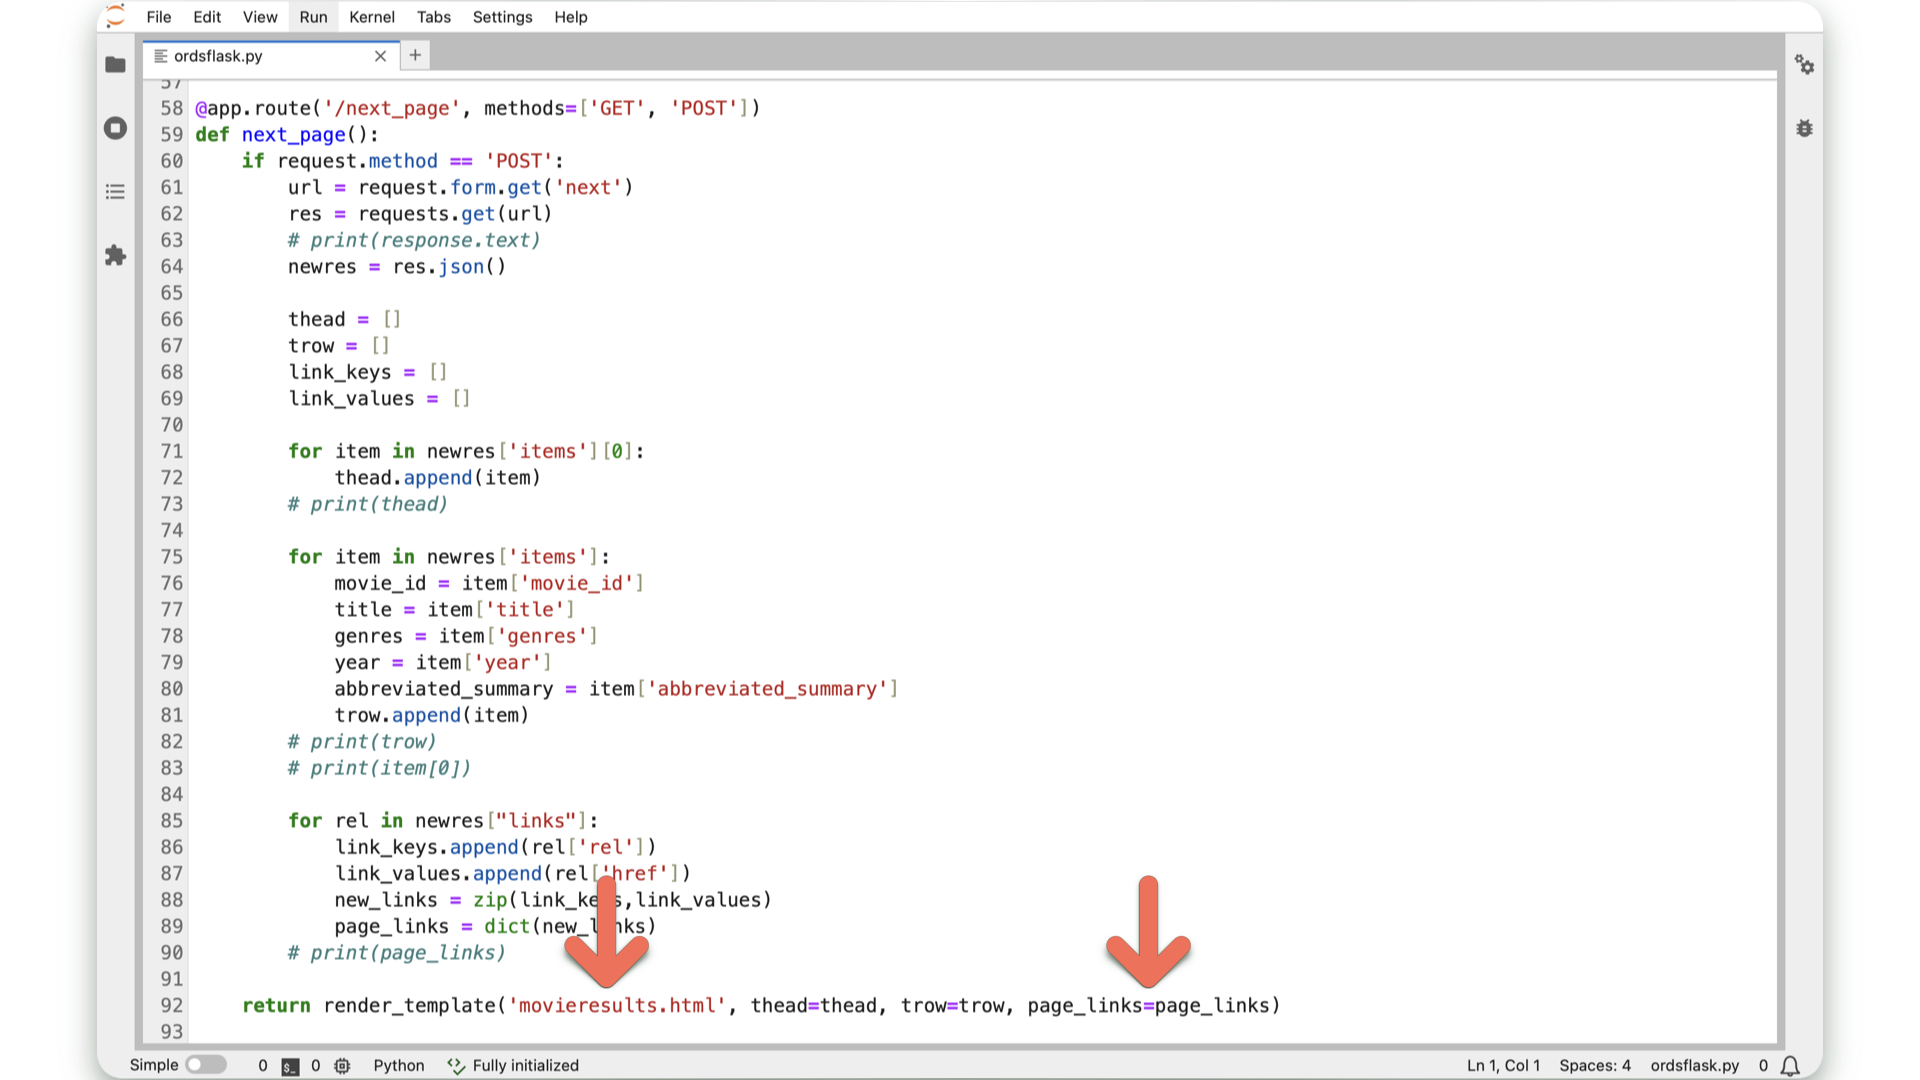 File Edit View Run Kernel Tabs Settings Help
ordsflask.py
57
58 @app.route('/next_page', methods=['GET', 'POST'])
59 def next_page():
60     if request.method == 'POST':
61         url = request.form.get('next')
62         res = requests.get(url)
63         # print(response.text)
64         newres = res.json()
65
66         thead = []
67         trow = []
68         link_keys = []
69         link_values = []
70
71         for item in newres['items'][0]:
72             thead.append(item)
73         # print(thead)
74
75         for item in newres['items']:
76             movie_id = item['movie_id']
77             title = item['title']
78             genres = item['genres']
79             year = item['year']
80             abbreviated_summary = item['abbreviated_summary']
81             trow.append(item)
82         # print(trow)
83         # print(item[0])
84
85         for rel in newres["links"]:
86             link_keys.append(rel['rel'])
87             link_values.append(rel['href'])
88             new_links = zip(link_keys,link_values)
89             page_links = dict(new_links)
90         # print(page_links)
91
92     return render_template('movieresults.html', thead=thead, trow=trow, page_links=page_links)
93
Simple 0 $_ 0 Python Fully initialized Ln 1, Col 1 Spaces: 4 ordsflask.py 0